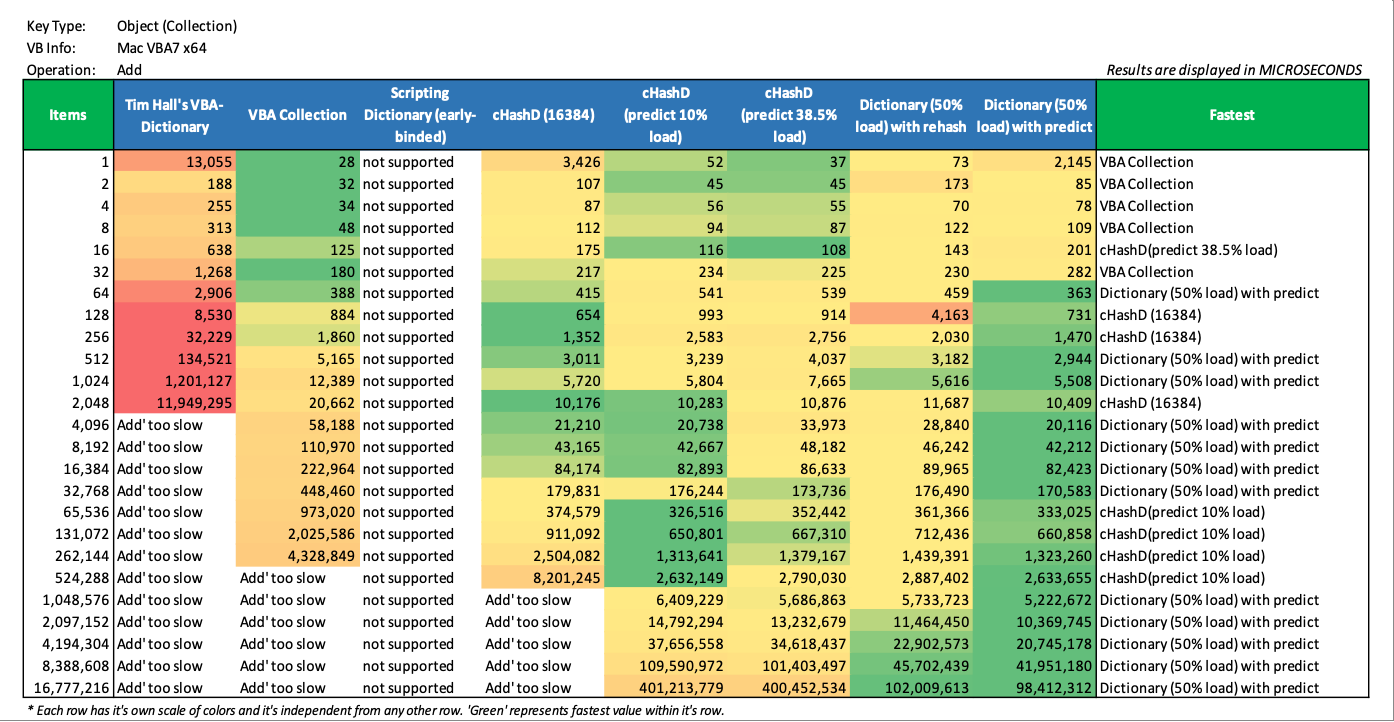 Key Type: Object (Collection)
VB Info: Mac VBA7 x64
Operation: Add
Results are displayed in MICROSECONDS
Items Tim Hall's VBA-Dictionary VBA Collection Scripting Dictionary (early-binded) cHashD (16384) cHashD (predict 10% load) cHashD (predict 38.5% load) Dictionary (50% load) with rehash Dictionary (50% load) with predict Fastest
1 13,055 28 not supported 3,426 52 37 73 2,145 VBA Collection
2 188 32 not supported 107 45 45 173 85 VBA Collection
4 255 34 not supported 87 56 55 70 78 VBA Collection
8 313 48 not supported 112 94 87 122 109 VBA Collection
16 638 125 not supported 175 116 108 143 201 cHashD(predict 38.5% load)
32 1,268 180 not supported 217 234 225 230 282 VBA Collection
64 2,906 388 not supported 415 541 539 459 363 Dictionary (50% load) with predict
128 8,530 884 not supported 654 993 914 4,163 731 cHashD (16384)
256 32,229 1,860 not supported 1,352 2,583 2,756 2,030 1,470 cHashD (16384)
512 134,521 5,165 not supported 3,011 3,239 4,037 3,182 2,944 Dictionary (50% load) with predict
1,024 1,201,127 12,389 not supported 5,720 5,804 7,665 5,616 5,508 Dictionary (50% load) with predict
2,048 11,949,295 20,662 not supported 10,176 10,283 10,876 11,687 10,409 cHashD (16384)
4,096 Add' too slow 58,188 not supported 21,210 20,738 33,973 28,840 20,116 Dictionary (50% load) with predict
8,192 Add' too slow 110,970 not supported 43,165 42,667 48,182 46,242 42,212 Dictionary (50% load) with predict
16,384 Add' too slow 222,964 not supported 84,174 82,893 86,633 89,965 82,423 Dictionary (50% load) with predict
32,768 Add' too slow 448,460 not supported 179,831 176,244 173,736 176,490 170,583 Dictionary (50% load) with predict
65,536 Add' too slow 973,020 not supported 374,579 326,516 352,442 361,366 333,025 cHashD(predict 10% load)
131,072 Add' too slow 2,025,586 not supported 911,092 650,801 667,310 712,436 660,858 cHashD(predict 10% load)
262,144 Add' too slow 4,328,849 not supported 2,504,082 1,313,641 1,379,167 1,439,391 1,323,260 cHashD(predict 10% load)
524,288 Add' too slow Add' too slow not supported 8,201,245 2,632,149 2,790,030 2,887,402 2,633,655 cHashD(predict 10% load)
1,048,576 Add' too slow Add' too slow not supported Add' too slow 6,409,229 5,686,863 5,733,723 5,222,672 Dictionary (50% load) with predict
2,097,152 Add' too slow Add' too slow not supported Add' too slow 14,792,294 13,232,679 11,464,450 10,369,745 Dictionary (50% load) with predict
4,194,304 Add' too slow Add' too slow not supported Add' too slow 37,656,558 34,618,437 22,902,573 20,745,178 Dictionary (50% load) with predict
8,388,608 Add' too slow Add' too slow not supported Add' too slow 109,590,972 101,403,497 45,702,439 41,951,180 Dictionary (50% load) with predict
16,777,216 Add' too slow Add' too slow not supported Add' too slow 401,213,779 400,452,534 102,009,613 98,412,312 Dictionary (50% load) with predict
* Each row has it's own scale of colors and it's independent from any other row. 'Green' represents fastest value within it's row.